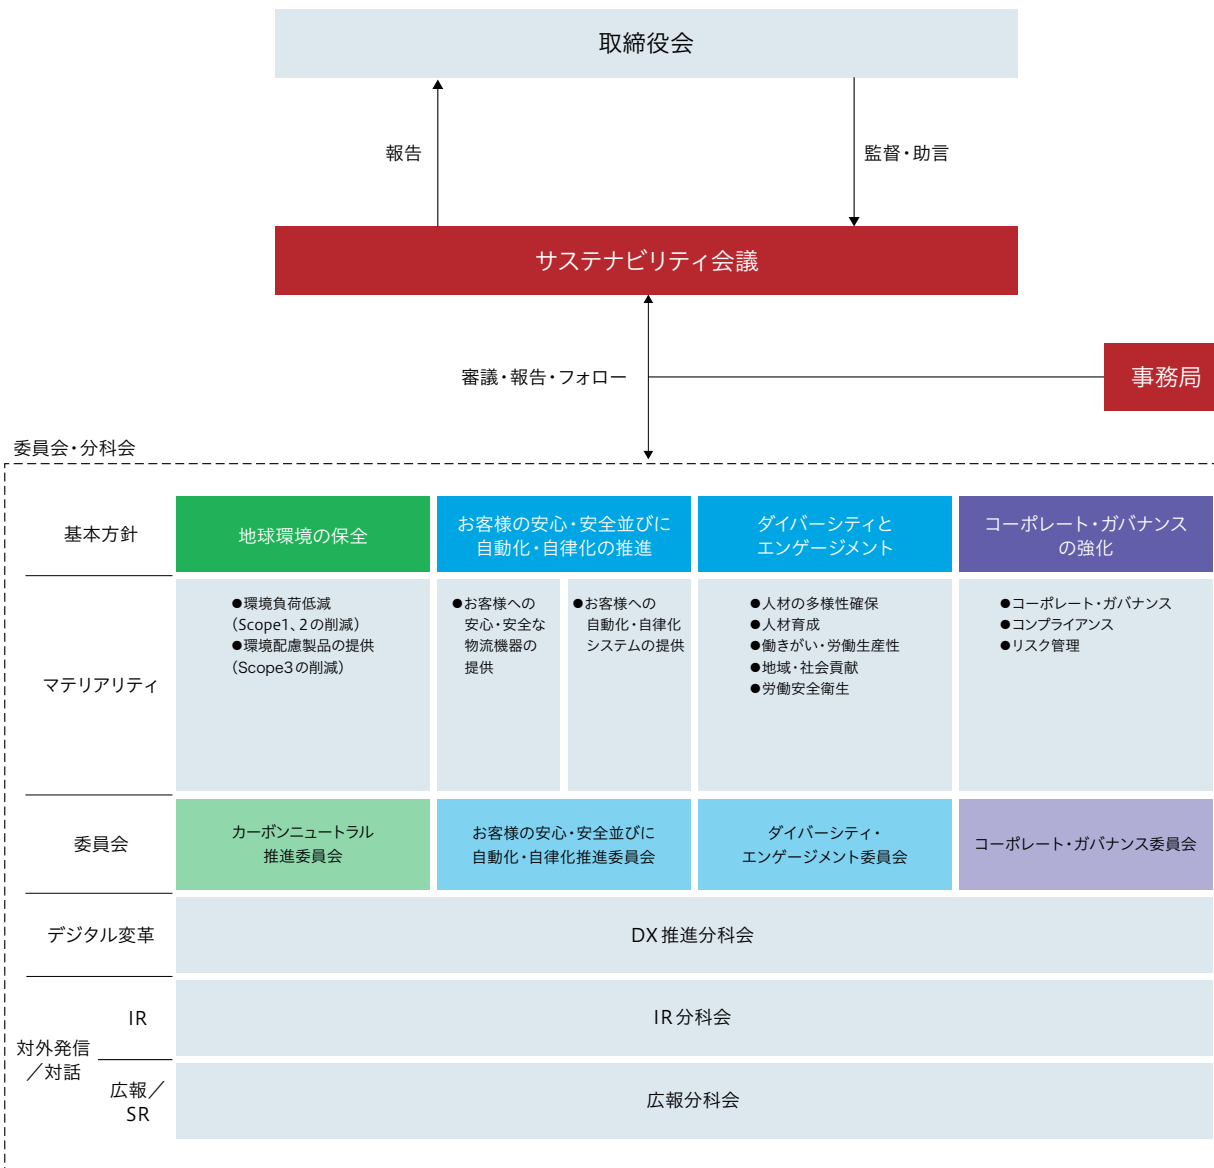 取締役会
報告
監督・助言
サステナビリティ会議
審議・報告・フォロー
事務局
委員会・分科会
基本方針
地球環境の保全
お客様の安心・安全並びに
自動化・自律化の推進
ダイバーシティと
エンゲージメント
コーポレート・ガバナンス
の強化
マテリアリティ
●環境負荷低減
（Scope1、2の削減）
●環境配慮製品の提供
（Scope3の削減）
●お客様への
安心・安全な
物流機器の
提供
●お客様への
自動化・自律化
システムの提供
●人材の多様性確保
●人材育成
●働きがい・労働生産性
●地域・社会貢献
●労働安全衛生
●コーポレート・ガバナンス
●コンプライアンス
●リスク管理
委員会
カーボンニュートラル
推進委員会
お客様の安心・安全並びに
自動化・自律化推進委員会
ダイバーシティ・
エンゲージメント委員会
コーポレート・ガバナンス委員会
デジタル変革
DX推進分科会
対外発信
／対話
IR
IR分科会
広報／
SR
広報分科会